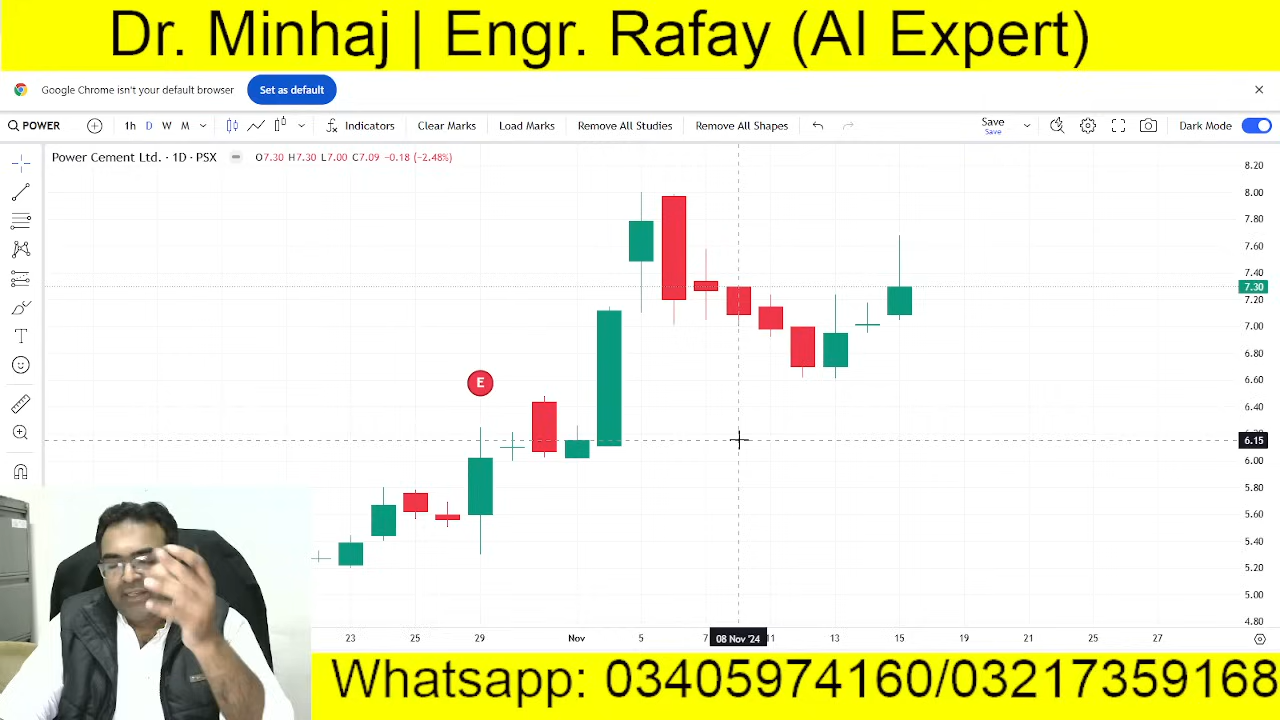 Dr. Minhaj | Engr. Rafay (AI Expert)
Google Chrome isn't your default browser Set as default
POWER 1h D W M Indicators Clear Marks Load Marks Remove All Studies Remove All Shapes Save Save Dark Mode
Power Cement Ltd. · 1D · PSX O7.30 H7.30 L7.00 C7.09 -0.18 (-2.48%)
8.20
8.00
7.80
7.60
7.40
7.30
7.20
7.00
6.80
6.60
E
6.40
6.15
6.00
5.80
5.60
5.40
5.20
5.00
4.80
23 25 29 Nov 5 7 08 Nov '24 11 13 15 19 21 25 27
Whatsapp: 03405974160/03217359168